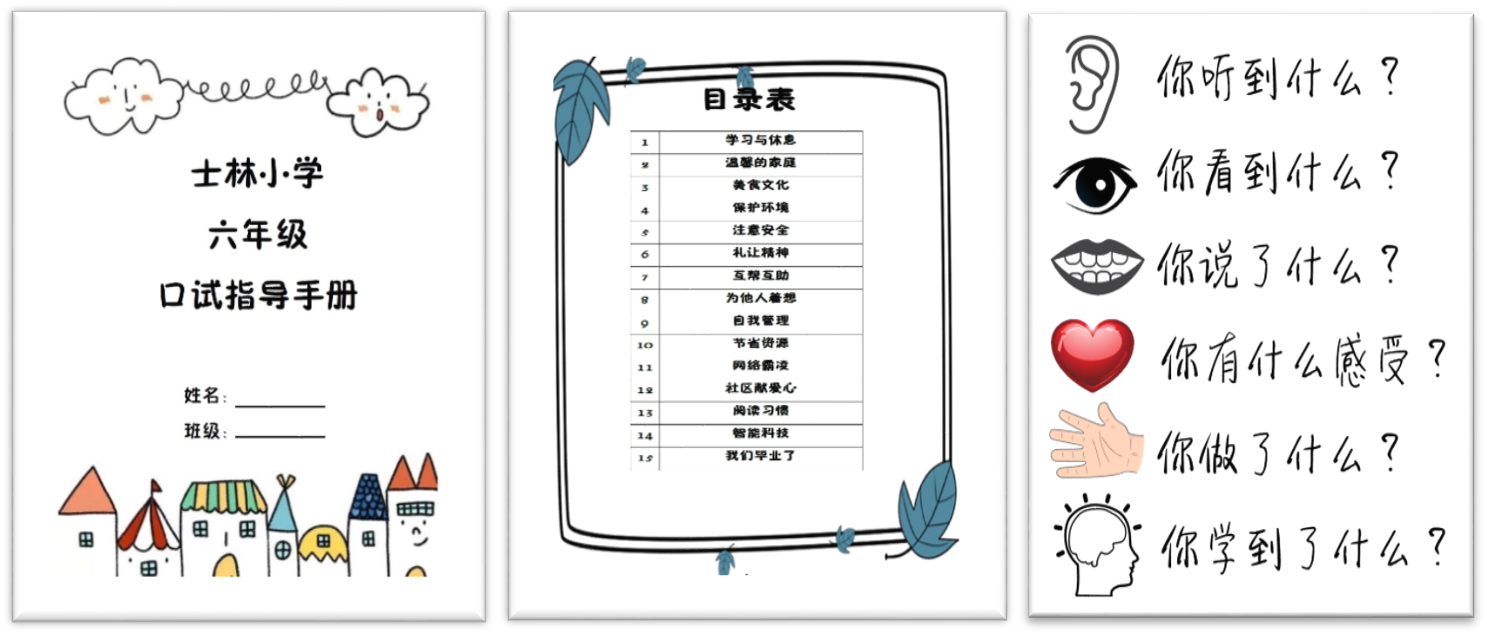 士林小学
六年级
口试指导手册
姓名：
班级：
目录表
1 学习与休息
2 温馨的家庭
3 美食文化
4 保护环境
5 注意安全
6 礼让精神
7 互帮互助
8 为他人着想
9 自我管理
10 节省资源
11 网络霸凌
12 社区献爱心
13 阅读习惯
14 智能科技
15 我们毕业了
你听到什么？
你看到什么？
你说了什么？
你有什么感受？
你做了什么？
你学到了什么？